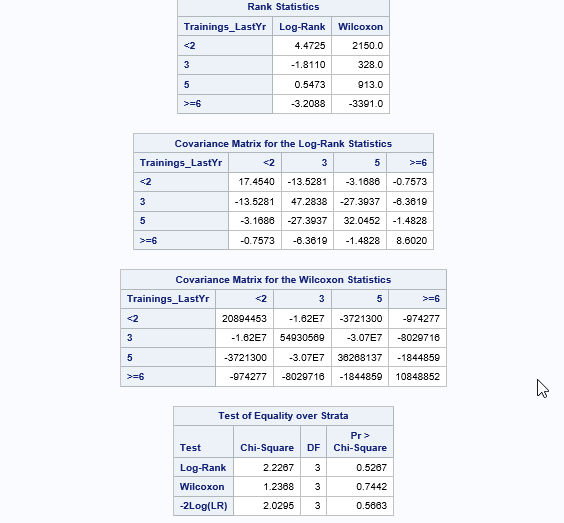 Rank Statistics
Trainings_LastYr Log-Rank Wilcoxon
<2 4.4725 2150.0
3 -1.8110 328.0
5 0.5473 913.0
>=6 -3.2088 -3391.0
Covariance Matrix for the Log-Rank Statistics
Trainings_LastYr <2 3 5 >=6
<2 17.4540 -13.5281 -3.1686 -0.7573
3 -13.5281 47.2838 -27.3937 -6.3619
5 -3.1686 -27.3937 32.0452 -1.4828
>=6 -0.7573 -6.3619 -1.4828 8.6020
Covariance Matrix for the Wilcoxon Statistics
Trainings_LastYr <2 3 5 >=6
<2 20894453 -1.62E7 -3721300 -974277
3 -1.62E7 54930569 -3.07E7 -8029716
5 -3721300 -3.07E7 36268137 -1844859
>=6 -974277 -8029716 -1844859 10848852
Test of Equality over Strata
Test Chi-Square DF Pr > Chi-Square
Log-Rank 2.2267 3 0.5267
Wilcoxon 1.2368 3 0.7442
-2Log(LR) 2.0295 3 0.5663